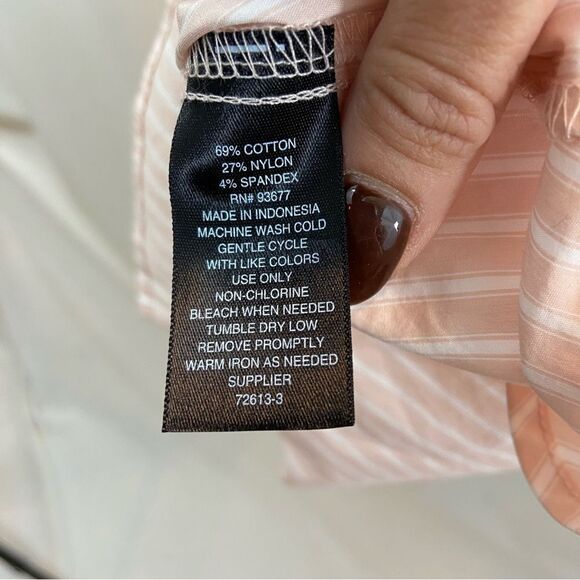 69% COTTON
27% NYLON
4% SPANDEX
RN# 93677
MADE IN INDONESIA
MACHINE WASH COLD
GENTLE CYCLE
WITH LIKE COLORS
USE ONLY
NON-CHLORINE
BLEACH WHEN NEEDED
TUMBLE DRY LOW
REMOVE PROMPTLY
WARM IRON AS NEEDED
SUPPLIER
72613-3